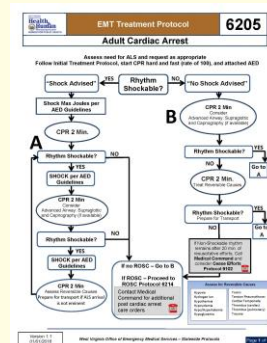 Health
Human
EMT Treatment Protocol
6205
Adult Cardiac Arrest
Assess need for ALS and request as appropriate
Follow Initial Treatment Protocol, start CPR hard and fast (rate of 100), and attached AED
"Shock Advised"
YES
Rhythm
Shockable?
NO
"No Shock Advised"
Shock Max Joules per
AED Guidelines
CPR 2 Min.
A
Rhythm Shockable?
NO
YES
SHOCK per AED
Guidelines
CPR 2 Min
Consider
Advanced Airway: Supraglottic
and Capnography (if available)
Rhythm Shockable?
NO
YES
SHOCK per AED
Guidelines
CPR 2 Min
Assess Reversible Causes
Prepare for transport if ALS arrival
is not eminent
B
CPR 2 Min
Consider
Advanced Airway: Supraglottic
and Capnography (if available)
Rhythm Shockable?
YES
Go to
A
NO
CPR 2 Min.
Treat Reversible Causes
Rhythm Shockable?
YES
Go to
A
NO
CPR 2 Min
Prepare for Transport
If no ROSC – Go to B
If ROSC – Proceed to
ROSC Protocol 6214
Contact Medical
Command for additional
post cardiac arrest
care orders
If Non-Shockable rhythm
remains after 20 min. of
resuscitative efforts, Call
Medical Command and
consider Cease Efforts
Protocol 9102
Assess for Reversible Causes
West Virginia Office of Emergency Medical Services – Statewide Protocols